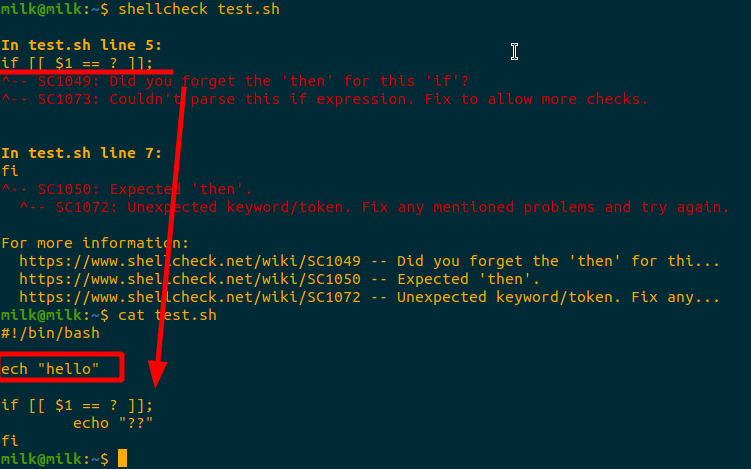 milk@milk:~$ shellcheck test.sh
In test.sh line 5:
if [[ $1 == ? ]];
^-- SC1049: Did you forget the 'then' for this 'if'?
^-- SC1073: Couldn't parse this if expression. Fix to allow more checks.
In test.sh line 7:
fi
^-- SC1050: Expected 'then'.
  ^-- SC1072: Unexpected keyword/token. Fix any mentioned problems and try again.
For more information:
  https://www.shellcheck.net/wiki/SC1049 -- Did you forget the 'then' for thi...
  https://www.shellcheck.net/wiki/SC1050 -- Expected 'then'.
  https://www.shellcheck.net/wiki/SC1072 -- Unexpected keyword/token. Fix any...
milk@milk:~$ cat test.sh
#!/bin/bash
ech "hello"
if [[ $1 == ? ]];
        echo "??"
fi
milk@milk:~$